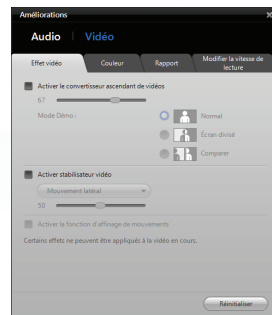 Améliorations
Audio
Vidéo
Effet vidéo
Couleur
Rapport
Modifier la vitesse de
lecture
Activer le convertisseur ascendant de vidéos
67
Mode Démo :
Normal
Écran divisé
Comparer
Activer stabilisateur vidéo
Mouvement latéral
50
Activer la fonction d'affinage de mouvements
Certains effets ne peuvent être appliqués à la vidéo en cours.
Réinitialiser